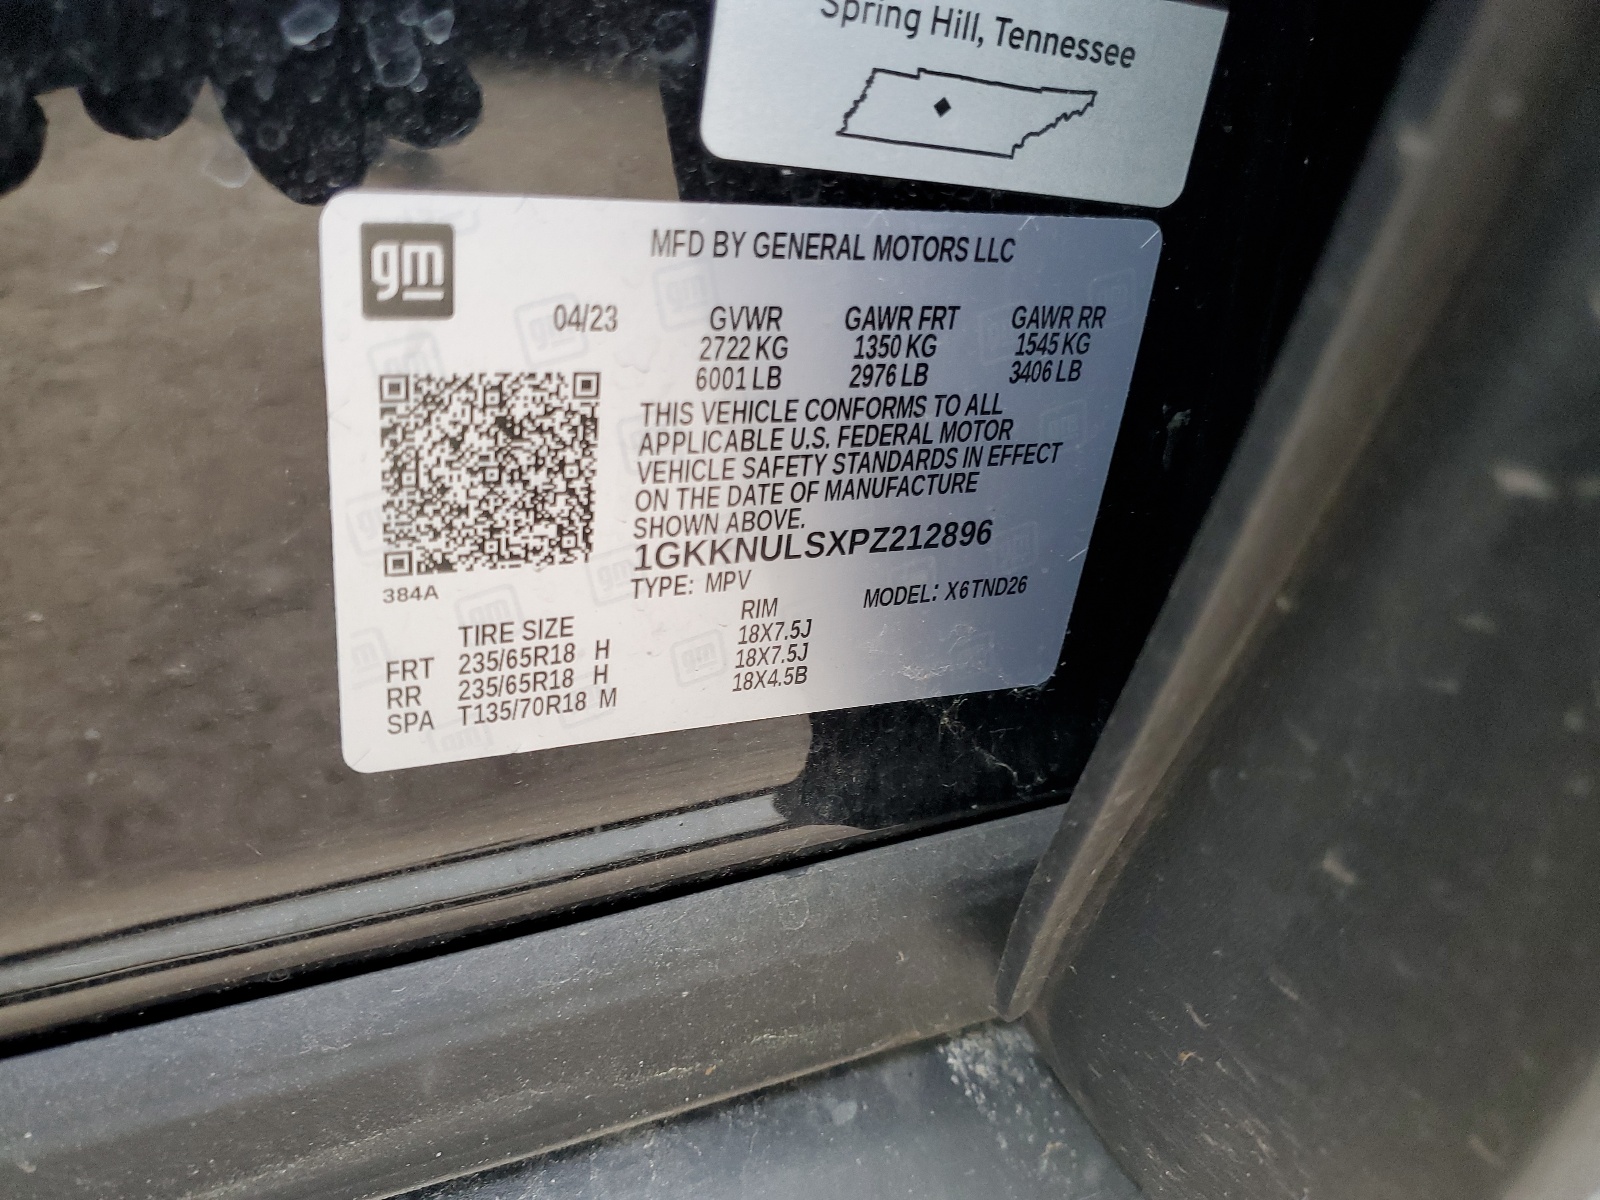 Spring Hill, Tennessee
gm
MFD BY GENERAL MOTORS LLC
04/23 GVWR GAWR FRT GAWR RR
2722 KG 1350 KG 1545 KG
6001 LB 2976 LB 3406 LB
THIS VEHICLE CONFORMS TO ALL
APPLICABLE U.S. FEDERAL MOTOR
VEHICLE SAFETY STANDARDS IN EFFECT
ON THE DATE OF MANUFACTURE
SHOWN ABOVE.
1GKKNULSXPZ212896
384A
TYPE: MPV MODEL: X6TND26
TIRE SIZE RIM
FRT 235/65R18 H 18X7.5J
RR 235/65R18 H 18X7.5J
SPA T135/70R18 M 18X4.5B